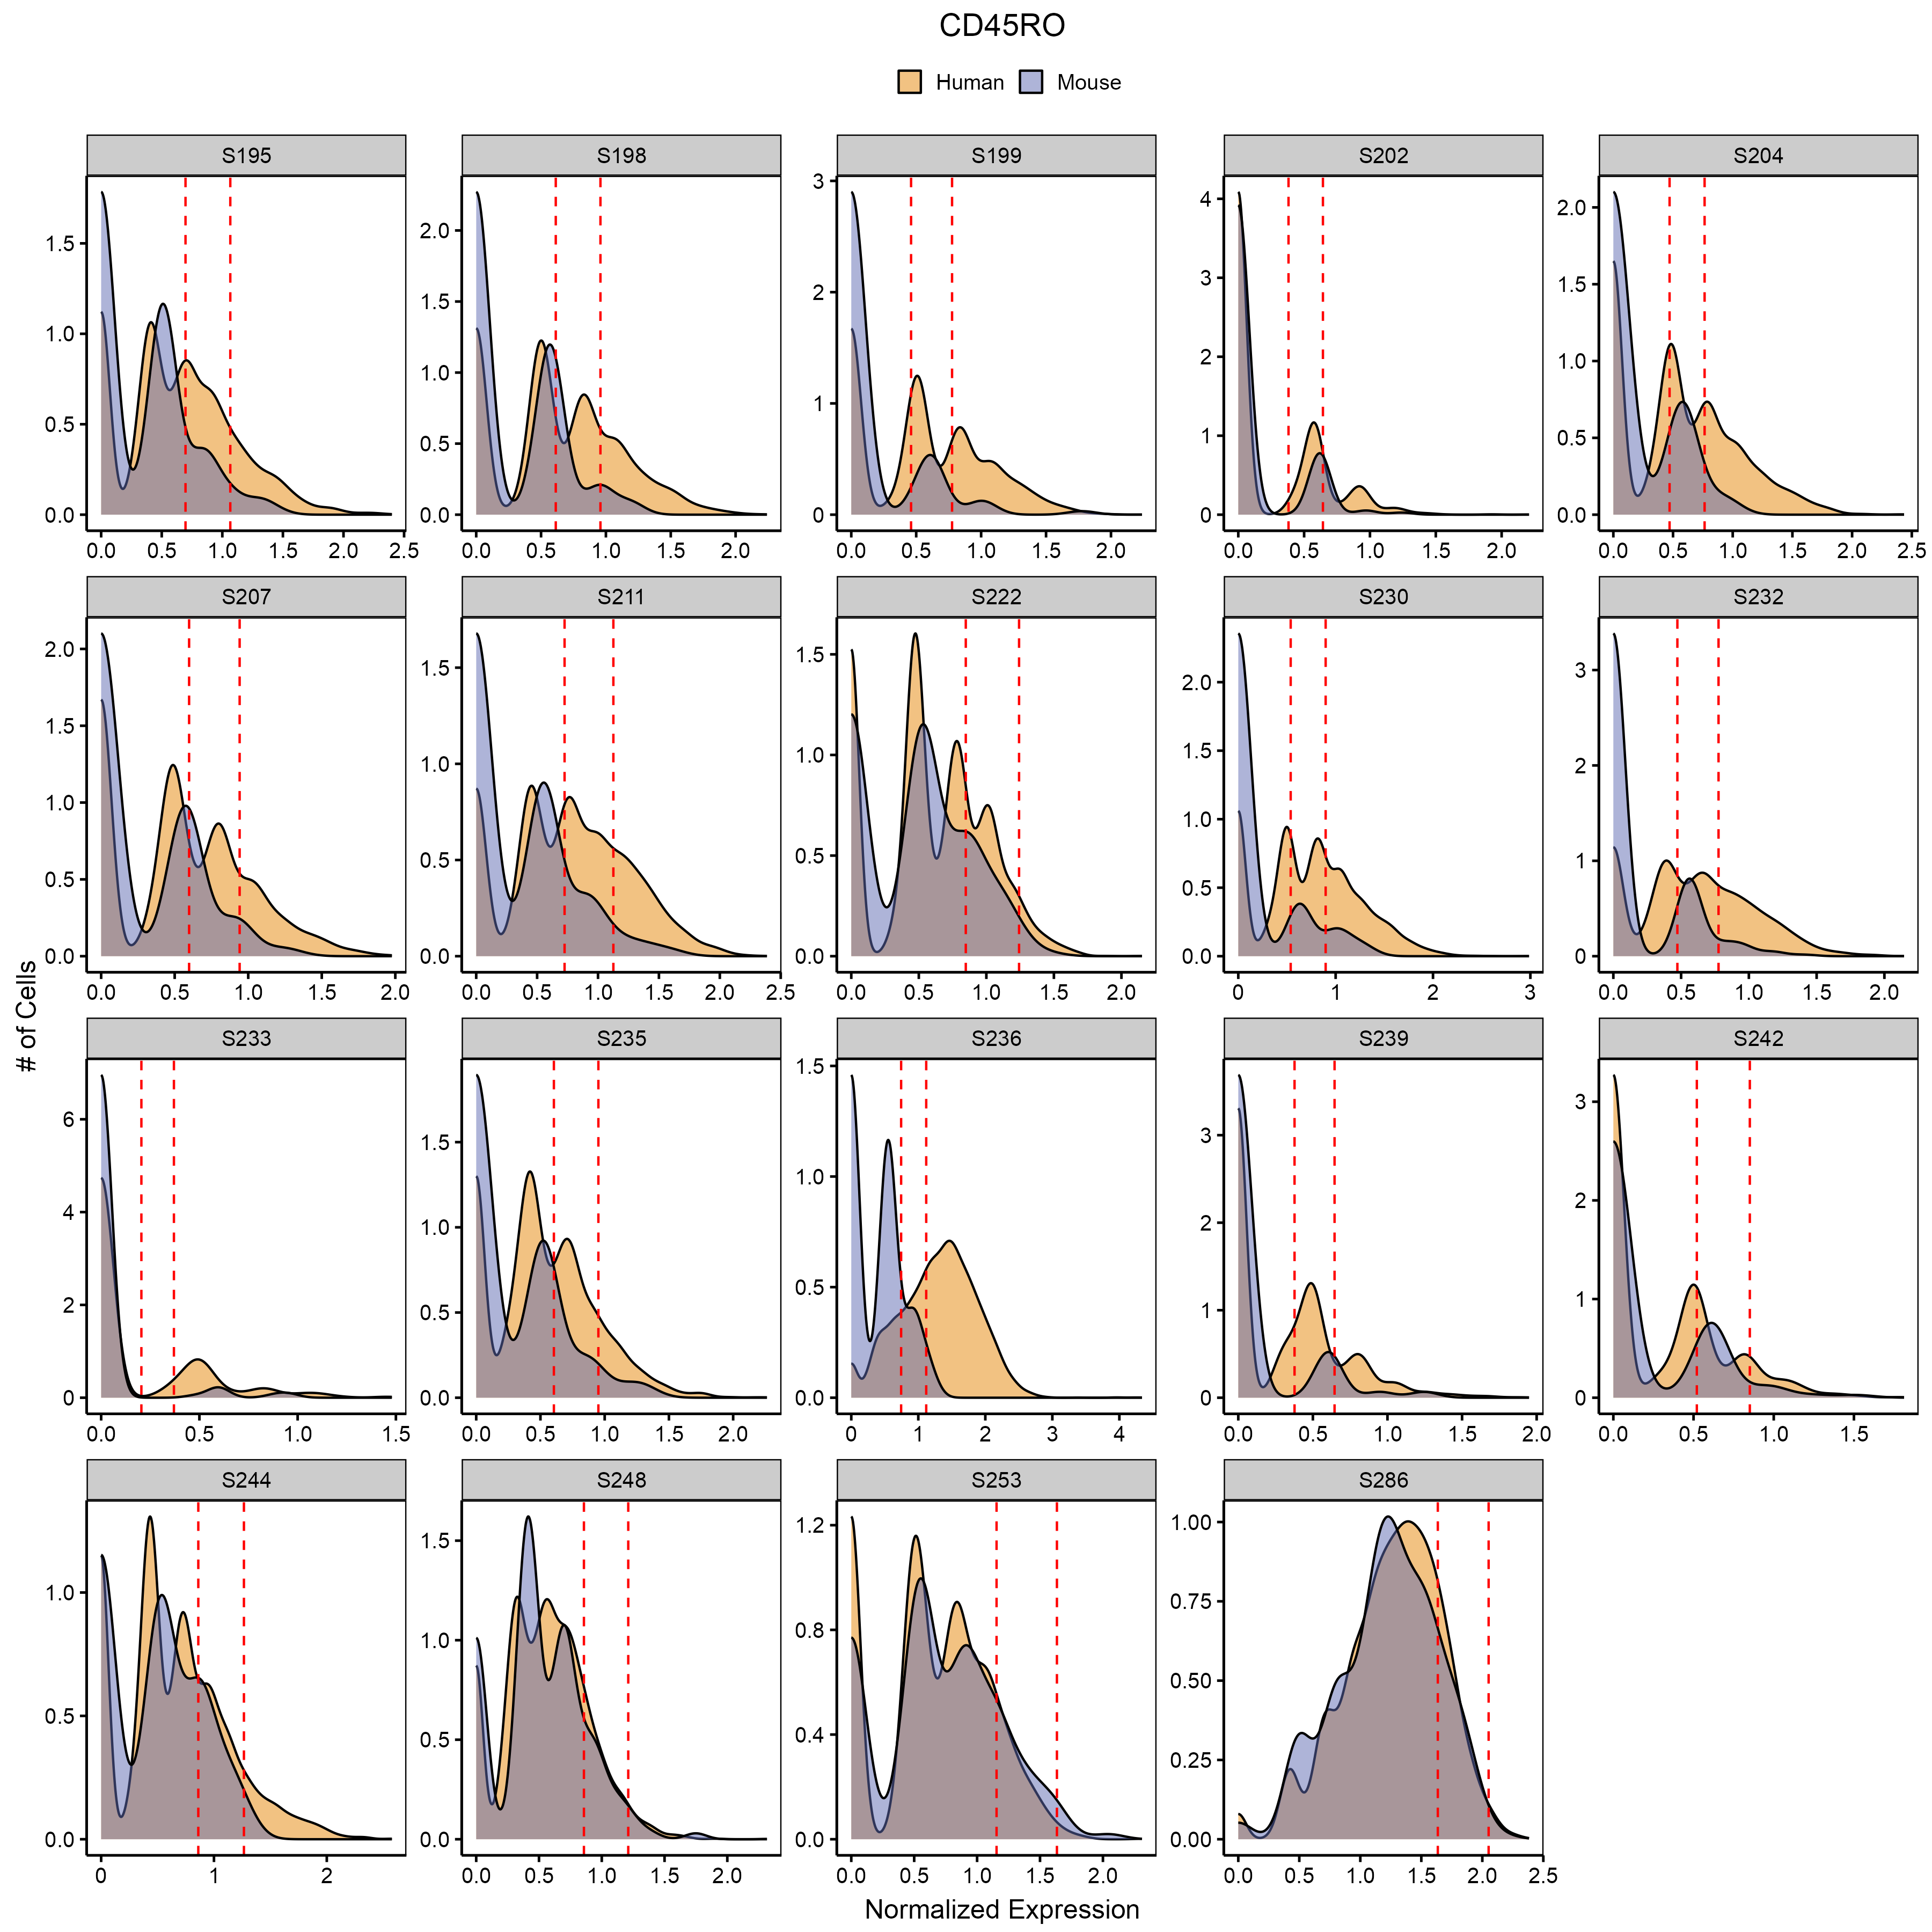 CD45RO
Human Mouse
S195 S198 S199 S202 S204
1.5 1.0 0.5 0.0
2.0 1.5 1.0 0.5 0.0
3 2 1 0
4 3 2 1 0
2.0 1.5 1.0 0.5 0.0
0.0 0.5 1.0 1.5 2.0 2.5
0.0 0.5 1.0 1.5 2.0
0.0 0.5 1.0 1.5 2.0
0.0 0.5 1.0 1.5 2.0
0.0 0.5 1.0 1.5 2.0 2.5
S207 S211 S222 S230 S232
2.0 1.5 1.0 0.5 0.0
1.5 1.0 0.5 0.0
1.5 1.0 0.5 0.0
2.0 1.5 1.0 0.5 0.0
3 2 1 0
0.0 0.5 1.0 1.5 2.0
0.0 0.5 1.0 1.5 2.0 2.5
0.0 0.5 1.0 1.5 2.0
0 1 2 3
0.0 0.5 1.0 1.5 2.0
# of Cells
S233 S235 S236 S239 S242
6 4 2 0
1.5 1.0 0.5 0.0
1.5 1.0 0.5 0.0
3 2 1 0
3 2 1 0
0.0 0.5 1.0 1.5
0.0 0.5 1.0 1.5 2.0
0 1 2 3 4
0.0 0.5 1.0 1.5 2.0
0.0 0.5 1.0 1.5
S244 S248 S253 S286
1.0 0.5 0.0
1.5 1.0 0.5 0.0
1.2 0.8 0.4 0.0
1.00 0.75 0.50 0.25 0.00
0 1 2
0.0 0.5 1.0 1.5 2.0
0.0 0.5 1.0 1.5 2.0
0.0 0.5 1.0 1.5 2.0 2.5
Normalized Expression